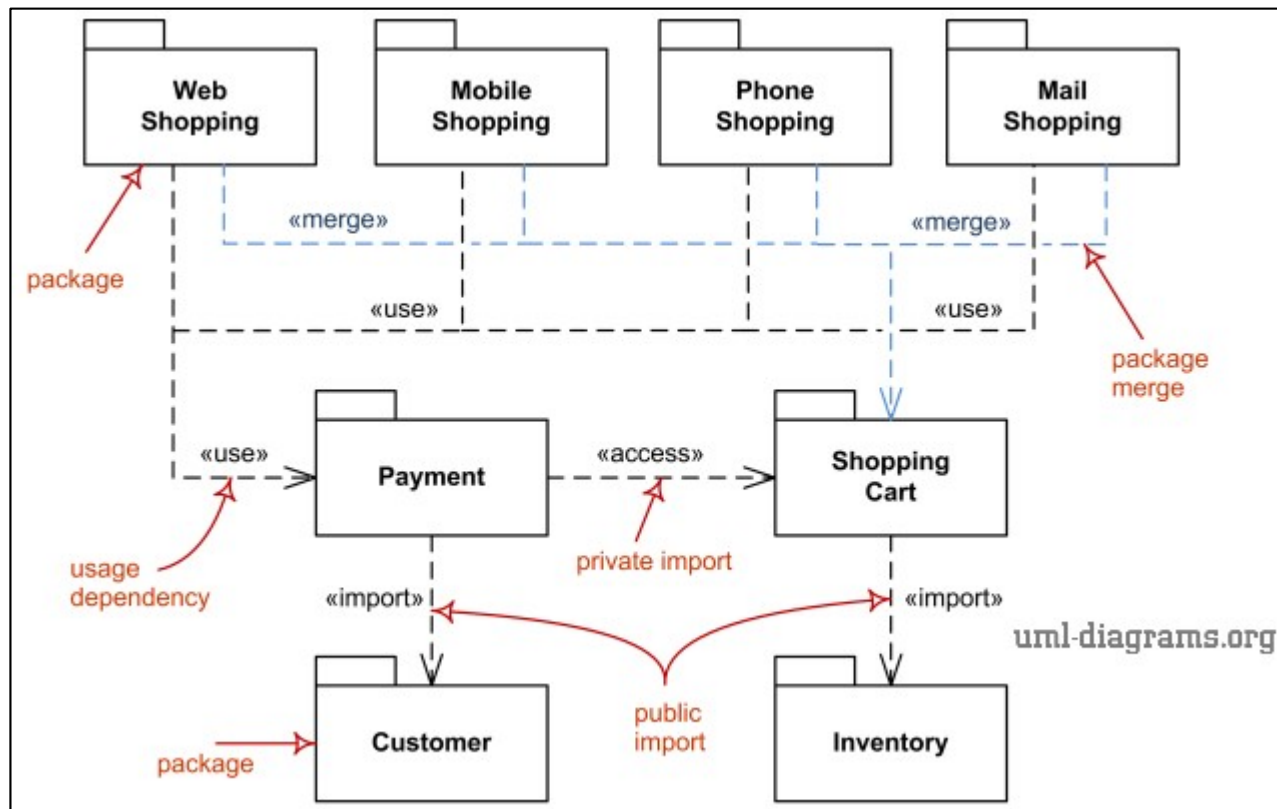 Web
Shopping
Mobile
Shopping
Phone
Shopping
Mail
Shopping
«merge»
«merge»
package
«use»
«use»
package
merge
«use»
Payment
«access»
Shopping
Cart
usage
dependency
private import
«import»
«import»
uml-diagrams.org
public
import
package
Customer
Inventory